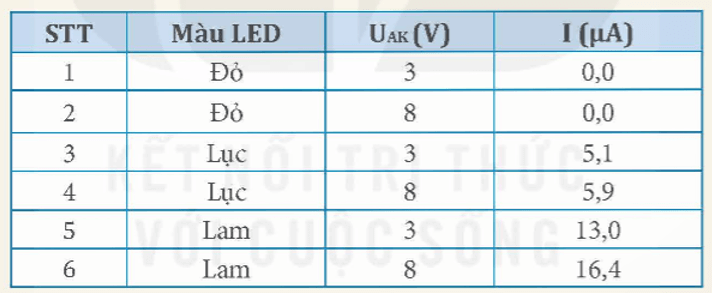 STT Màu LED UAK (V) I (µA)
1 Đỏ 3 0,0
2 Đỏ 8 0,0
3 Lục 3 5,1
4 Lục 8 5,9
5 Lam 3 13,0
6 Lam 8 16,4
KẾT NỐI TRI THỨC
VỚI CUỘC SỐNG